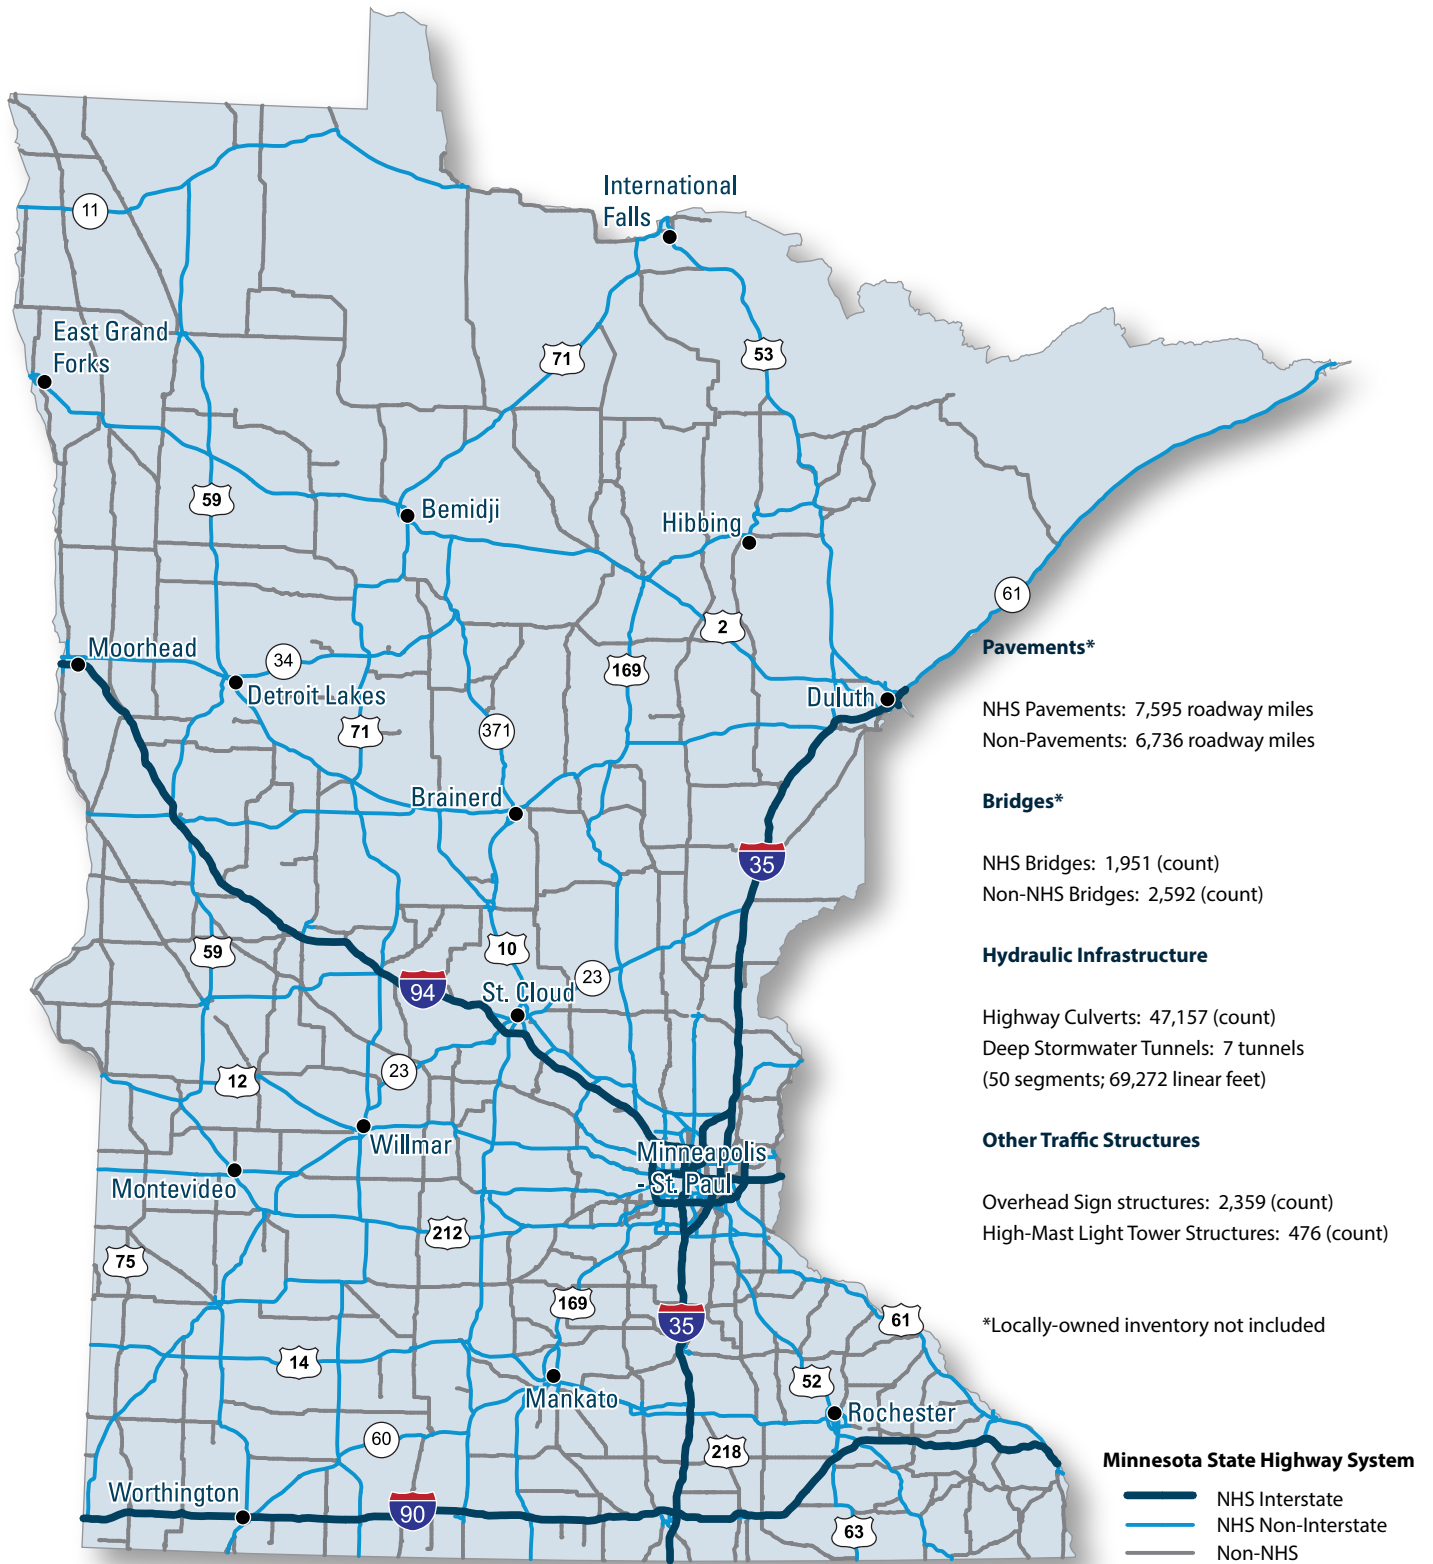 International
Falls
11
East Grand
Forks
71
53
59
Bemidji
Hibbing
61
2
Moorhead
34
169
Detroit Lakes
Duluth
71
371
Brainerd
35
59
10
23
94
St. Cloud
23
12
Willmar
Minneapolis
- St. Paul
Montevideo
212
75
169
35
61
14
52
Mankato
Rochester
60
218
Worthington
90
63
Pavements*
NHS Pavements: 7,595 roadway miles
Non-Pavements: 6,736 roadway miles
Bridges*
NHS Bridges: 1,951 (count)
Non-NHS Bridges: 2,592 (count)
Hydraulic Infrastructure
Highway Culverts: 47,157 (count)
Deep Stormwater Tunnels: 7 tunnels
(50 segments; 69,272 linear feet)
Other Traffic Structures
Overhead Sign structures: 2,359 (count)
High-Mast Light Tower Structures: 476 (count)
*Locally-owned inventory not included
Minnesota State Highway System
NHS Interstate
NHS Non-Interstate
Non-NHS